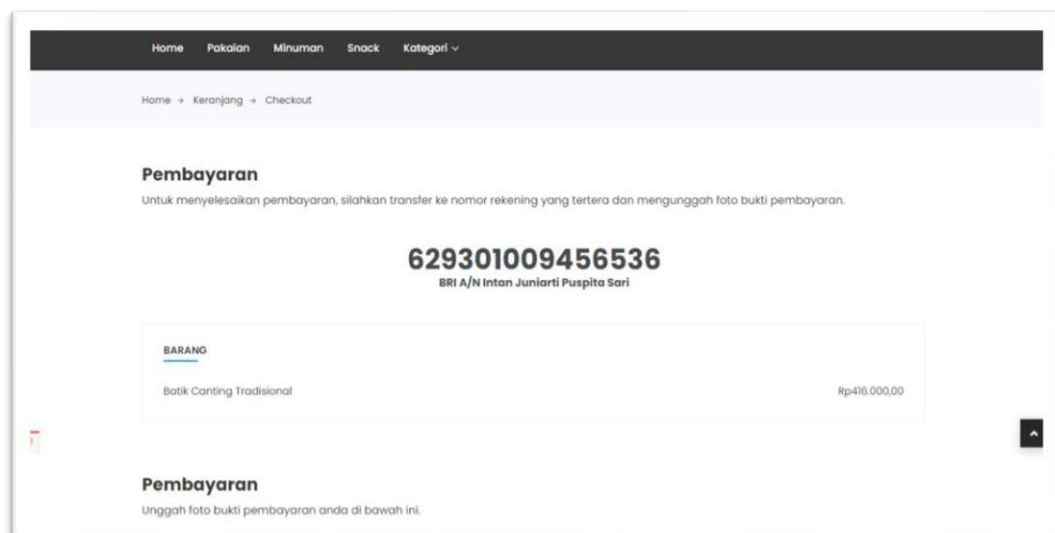 Home Pakaian Minuman Snack Kategori
Home → Keranjang → Checkout
Pembayaran
Untuk menyelesaikan pembayaran, silahkan transfer ke nomor rekening yang tertera dan mengunggah foto bukti pembayaran.
629301009456536
BRI A/N Intan Juniarti Puspita Sari
BARANG
Batik Canting Tradisional Rp416.000,00
Pembayaran
Unggah foto bukti pembayaran anda di bawah ini.